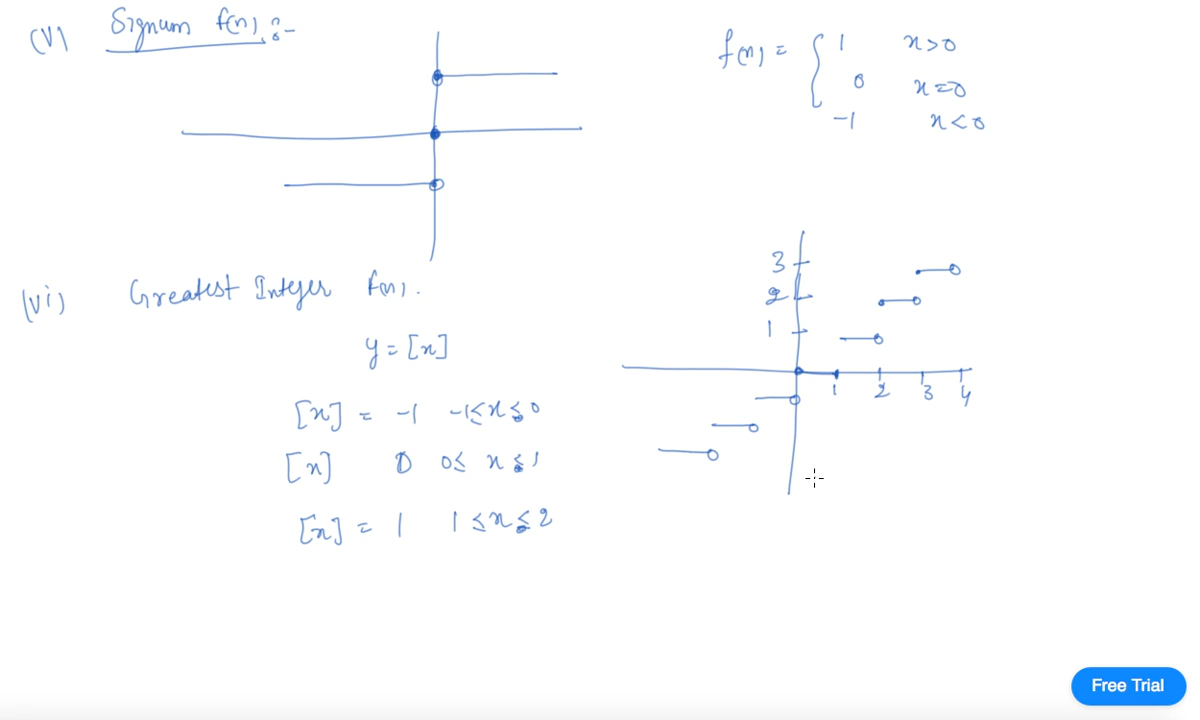 (V) Signum f(n) :-
f(n) = { 1 n>0
0 n=0
-1 n<0
(vi) Greatest Integer f(n).
y = [n]
[n] = -1 -1≤n≤0
[n] 0 0≤ n ≤1
[n] = 1 1≤n≤2
3
2
1
1 2 3 4
Free Trial